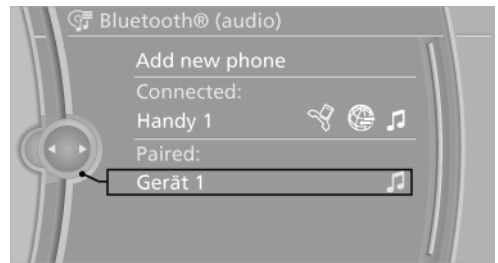 Bluetooth® (audio)
Add new phone
Connected:
Handy 1
Paired:
Gerät 1